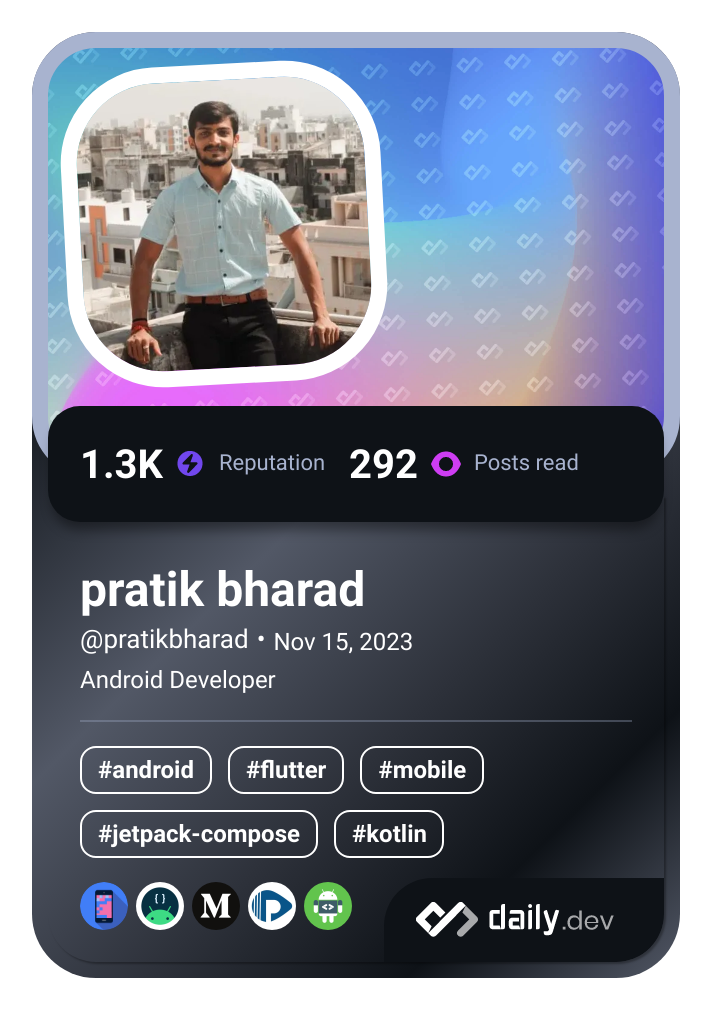 1.3K Reputation 292 Posts read
pratik bharad
@pratikbharad • Nov 15, 2023
Android Developer
#android #flutter #mobile
#jetpack-compose #kotlin
{ } M <> daily.dev